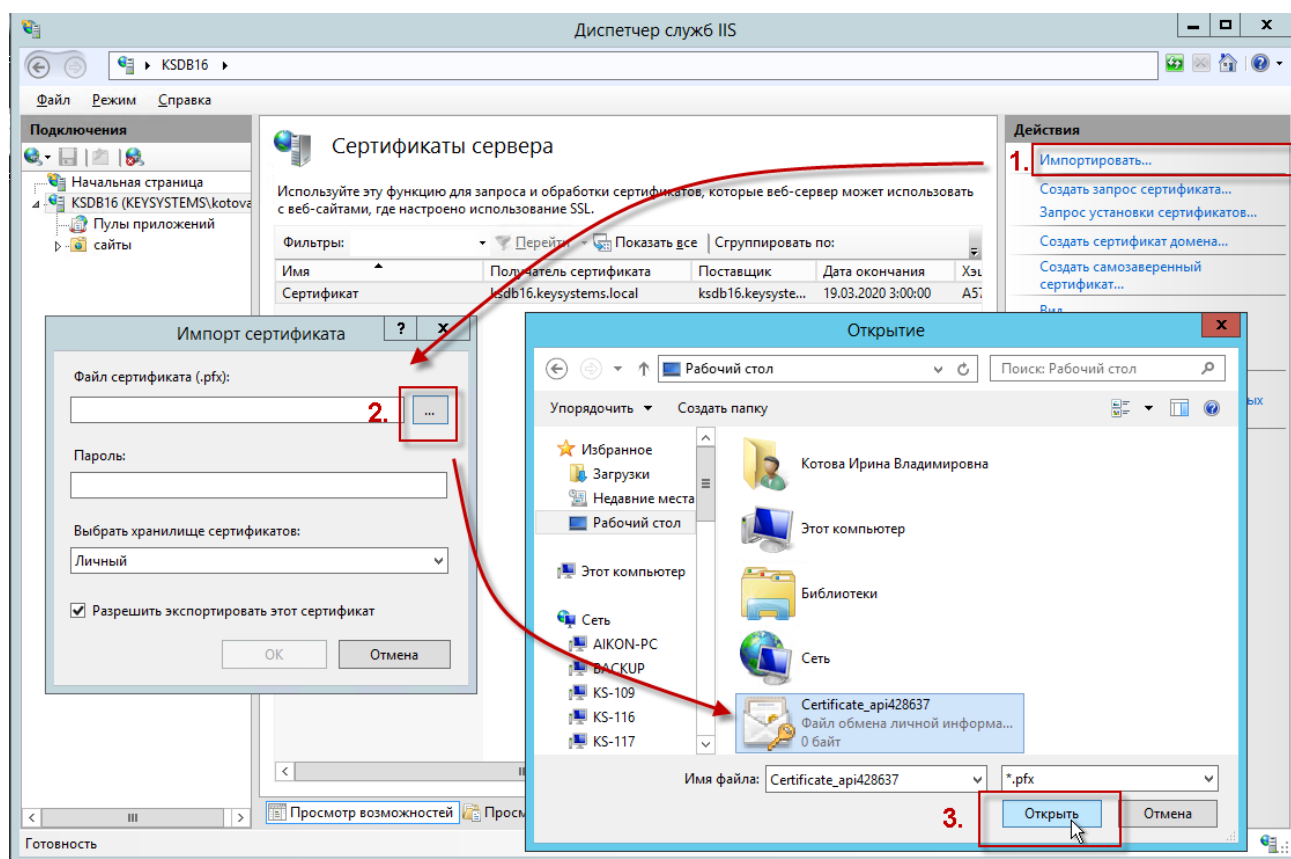 Диспетчер служб IIS
KSDB16
Файл Режим Справка
Подключения
Начальная страница
KSDB16 (KEYSYSTEMS\kotova
Пулы приложений
сайты
Сертификаты сервера
Используйте эту функцию для запроса и обработки сертификатов, которые веб-сервер может использовать
с веб-сайтами, где настроено использование SSL.
Фильтры: Перейти Показать все Сгруппировать по:
Имя Получатель сертификата Поставщик Дата окончания Хэц
Сертификат ksdb16.keysystems.local ksdb16.keysyste... 19.03.2020 3:00:00 A57
Действия
1. Импортировать...
Создать запрос сертификата...
Запрос установки сертификатов...
Создать сертификат домена...
Создать самозаверенный
сертификат...
Вид
ых
Импорт сертификата ? x
Файл сертификата (.pfx):
2. ...
Пароль:
Выбрать хранилище сертификатов:
Личный
Разрешить экспортировать этот сертификат
OK Отмена
Открытие
Рабочий стол
Поиск: Рабочий стол
Упорядочить Создать папку
Избранное
Загрузки
Недавние места
Рабочий стол
Этот компьютер
Сеть
AIKON-PC
BACKUP
KS-109
KS-116
KS-117
Котова Ирина Владимировна
Этот компьютер
Библиотеки
Сеть
Certificate_api428637
Файл обмена личной информа...
0 байт
Имя файла: Certificate_api428637 *.pfx
3. Открыть Отмена
Просмотр возможностей Просм
Готовность